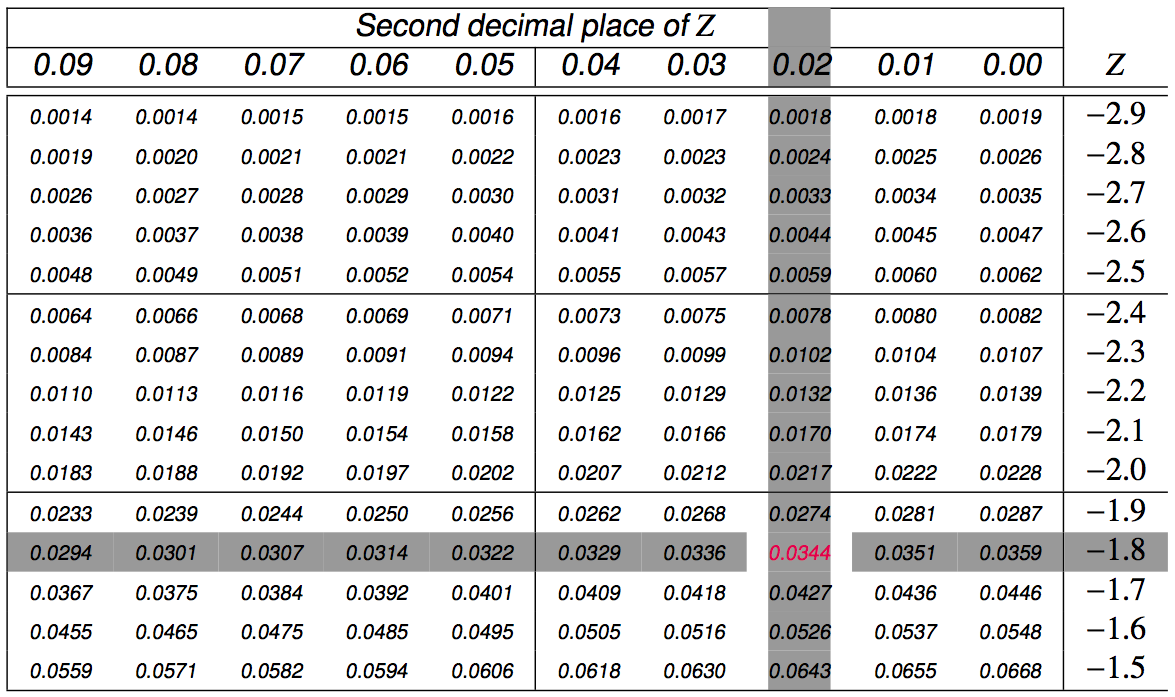 Second decimal place of Z
0.09 0.08 0.07 0.06 0.05 0.04 0.03 0.02 0.01 0.00 Z
0.0014 0.0014 0.0015 0.0015 0.0016 0.0016 0.0017 0.0018 0.0018 0.0019 −2.9
0.0019 0.0020 0.0021 0.0021 0.0022 0.0023 0.0023 0.0024 0.0025 0.0026 −2.8
0.0026 0.0027 0.0028 0.0029 0.0030 0.0031 0.0032 0.0033 0.0034 0.0035 −2.7
0.0036 0.0037 0.0038 0.0039 0.0040 0.0041 0.0043 0.0044 0.0045 0.0047 −2.6
0.0048 0.0049 0.0051 0.0052 0.0054 0.0055 0.0057 0.0059 0.0060 0.0062 −2.5
0.0064 0.0066 0.0068 0.0069 0.0071 0.0073 0.0075 0.0078 0.0080 0.0082 −2.4
0.0084 0.0087 0.0089 0.0091 0.0094 0.0096 0.0099 0.0102 0.0104 0.0107 −2.3
0.0110 0.0113 0.0116 0.0119 0.0122 0.0125 0.0129 0.0132 0.0136 0.0139 −2.2
0.0143 0.0146 0.0150 0.0154 0.0158 0.0162 0.0166 0.0170 0.0174 0.0179 −2.1
0.0183 0.0188 0.0192 0.0197 0.0202 0.0207 0.0212 0.0217 0.0222 0.0228 −2.0
0.0233 0.0239 0.0244 0.0250 0.0256 0.0262 0.0268 0.0274 0.0281 0.0287 −1.9
0.0294 0.0301 0.0307 0.0314 0.0322 0.0329 0.0336 0.0344 0.0351 0.0359 −1.8
0.0367 0.0375 0.0384 0.0392 0.0401 0.0409 0.0418 0.0427 0.0436 0.0446 −1.7
0.0455 0.0465 0.0475 0.0485 0.0495 0.0505 0.0516 0.0526 0.0537 0.0548 −1.6
0.0559 0.0571 0.0582 0.0594 0.0606 0.0618 0.0630 0.0643 0.0655 0.0668 −1.5